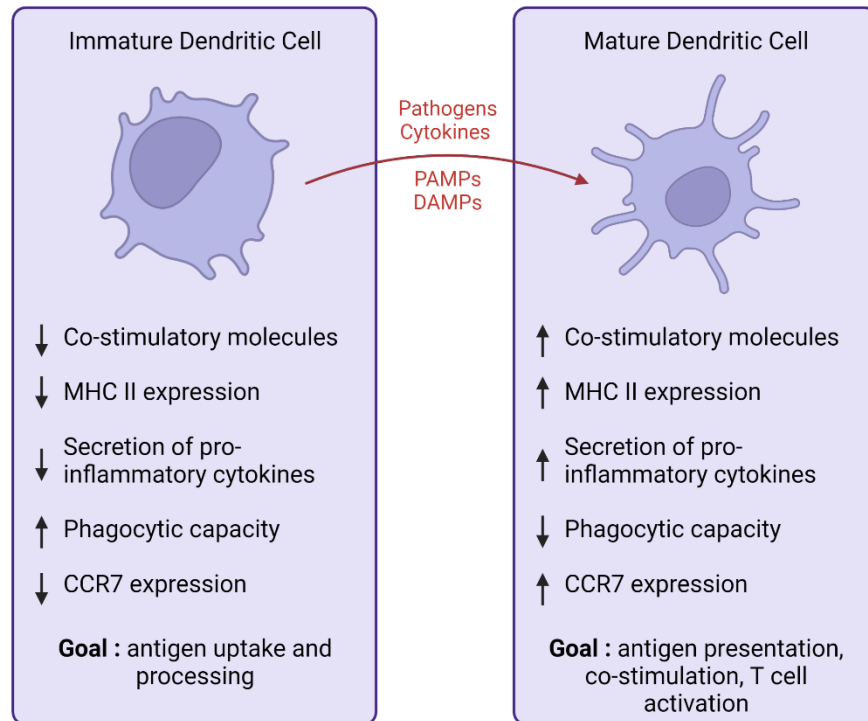 Immature Dendritic Cell
↓ Co-stimulatory molecules
↓ MHC II expression
↓ Secretion of pro-
inflammatory cytokines
↑ Phagocytic capacity
↓ CCR7 expression
Goal : antigen uptake and
processing
Pathogens
Cytokines
PAMPs
DAMPs
Mature Dendritic Cell
↑ Co-stimulatory molecules
↑ MHC II expression
↑ Secretion of pro-
inflammatory cytokines
↓ Phagocytic capacity
↑ CCR7 expression
Goal : antigen presentation,
co-stimulation, T cell
activation